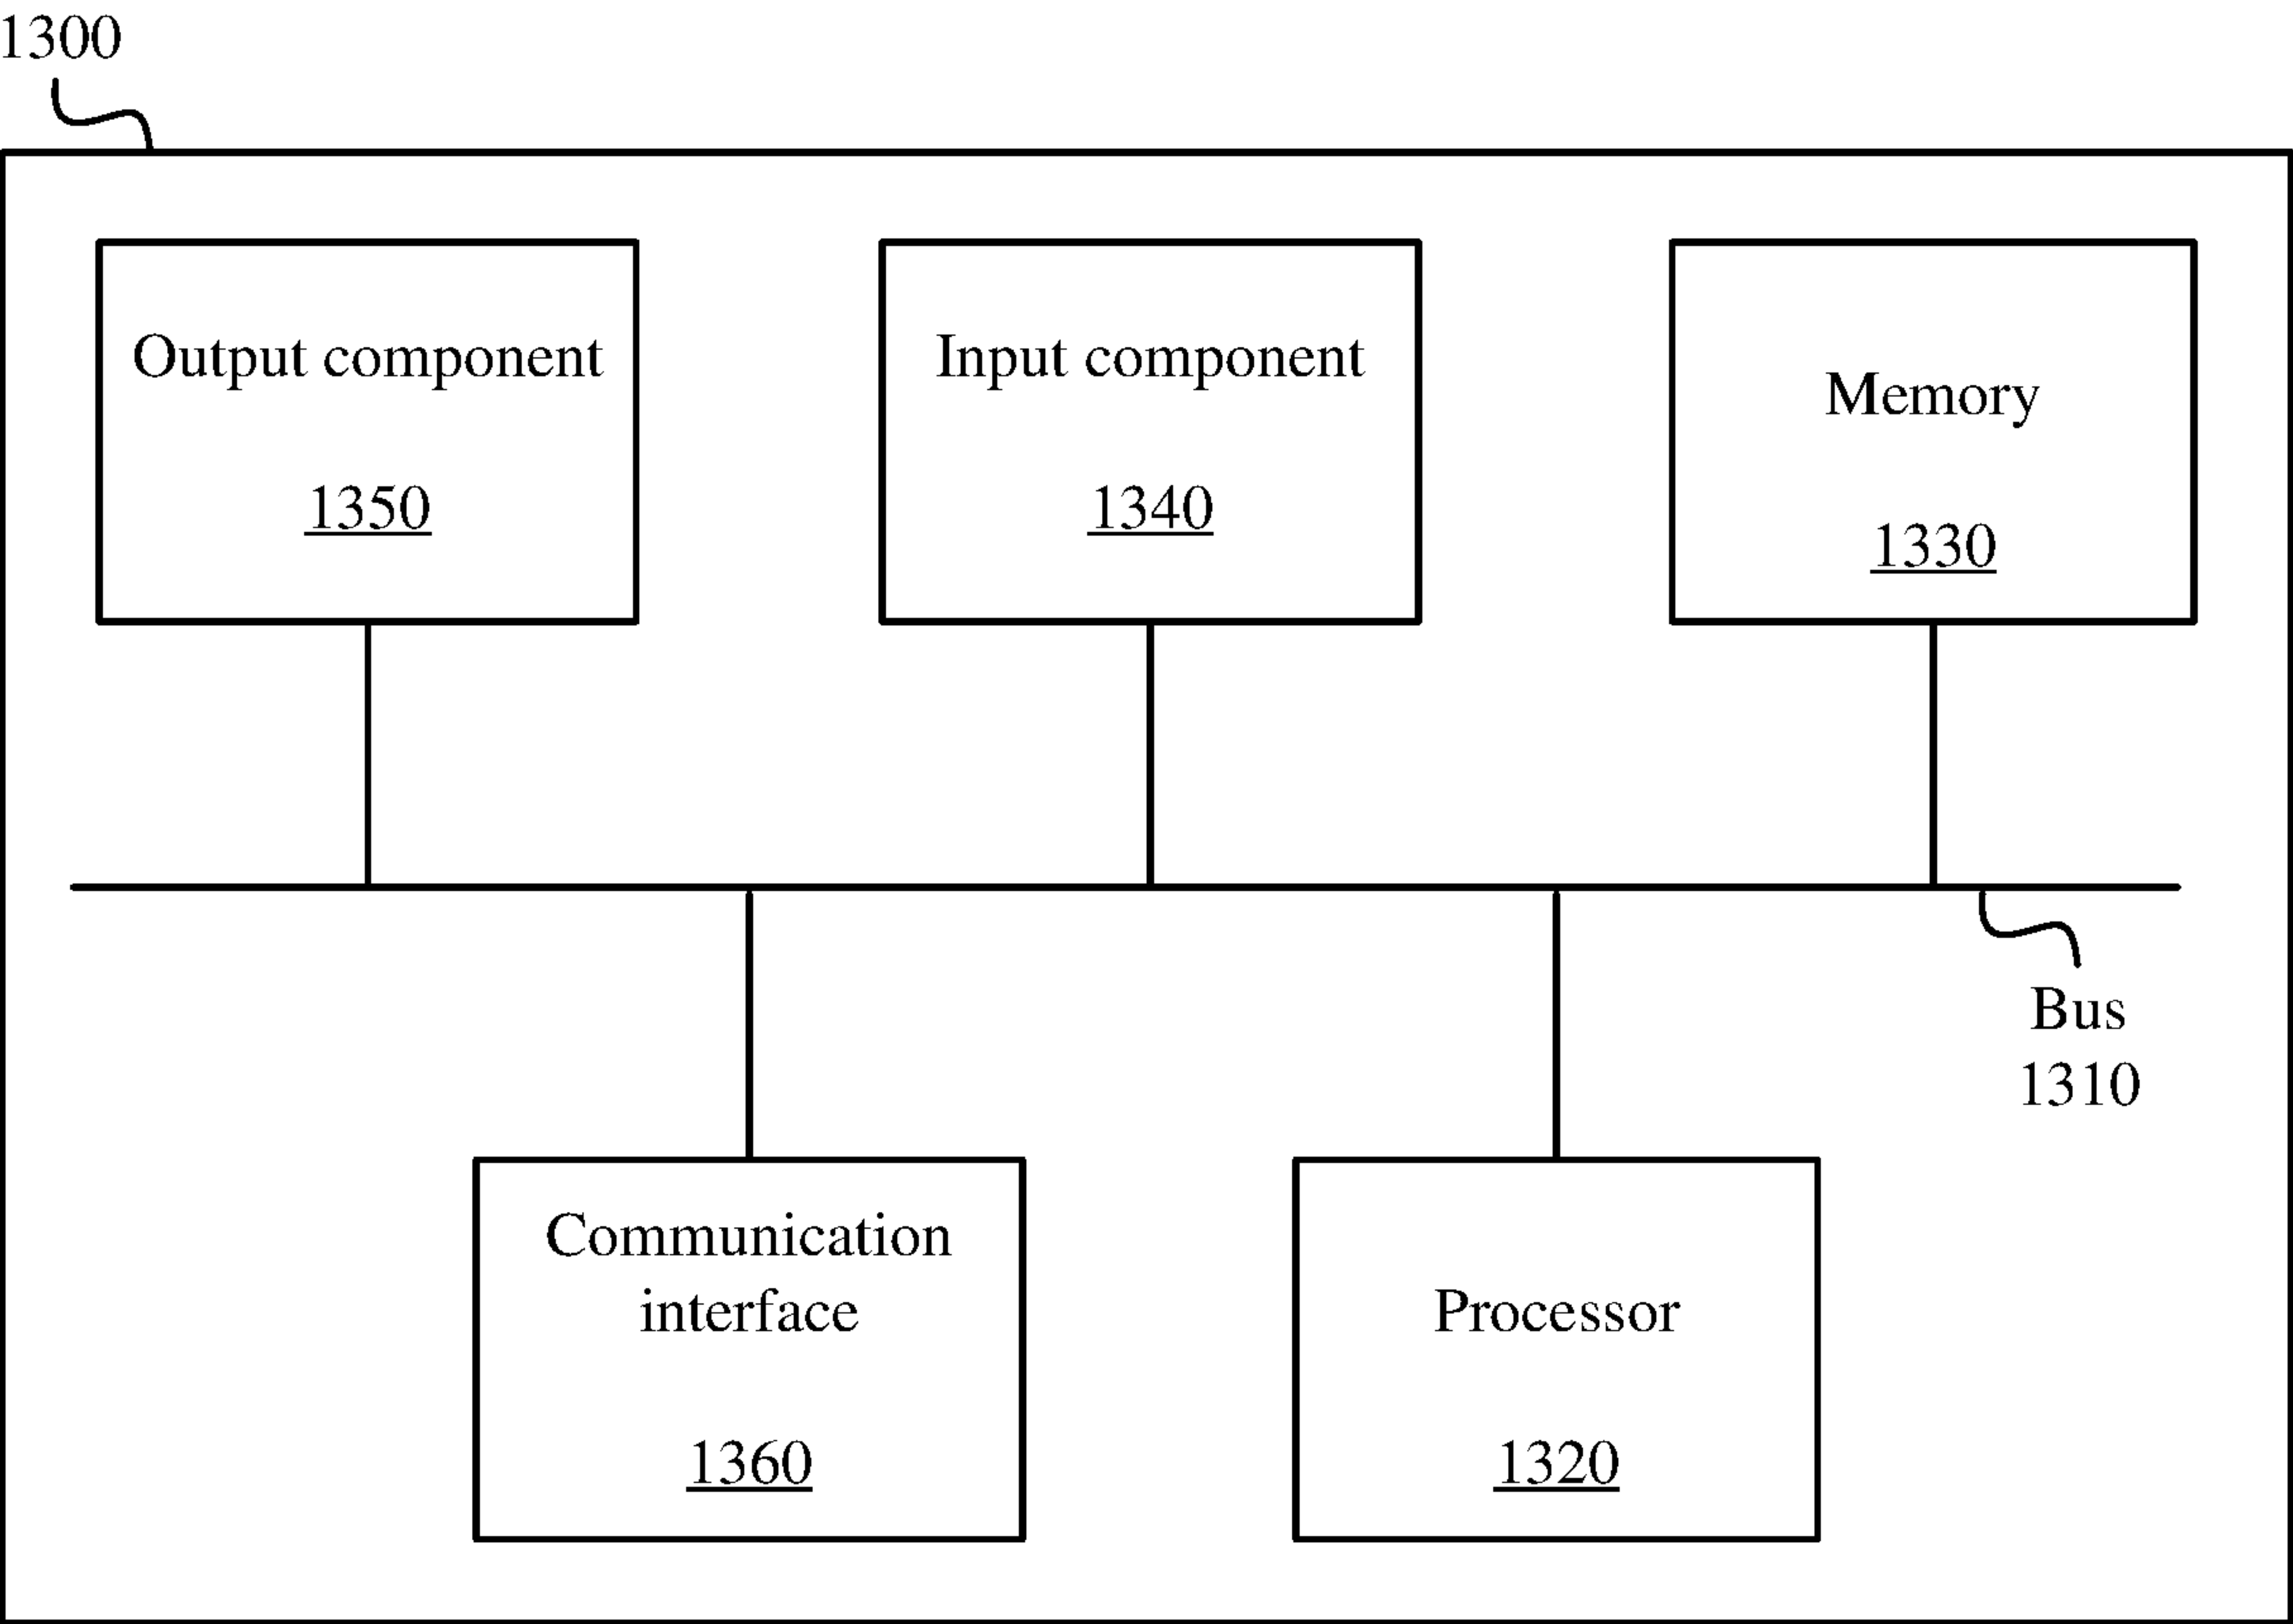 1300
Output component
1350
Input component
1340
Memory
1330
Bus
1310
Communication
interface
1360
Processor
1320